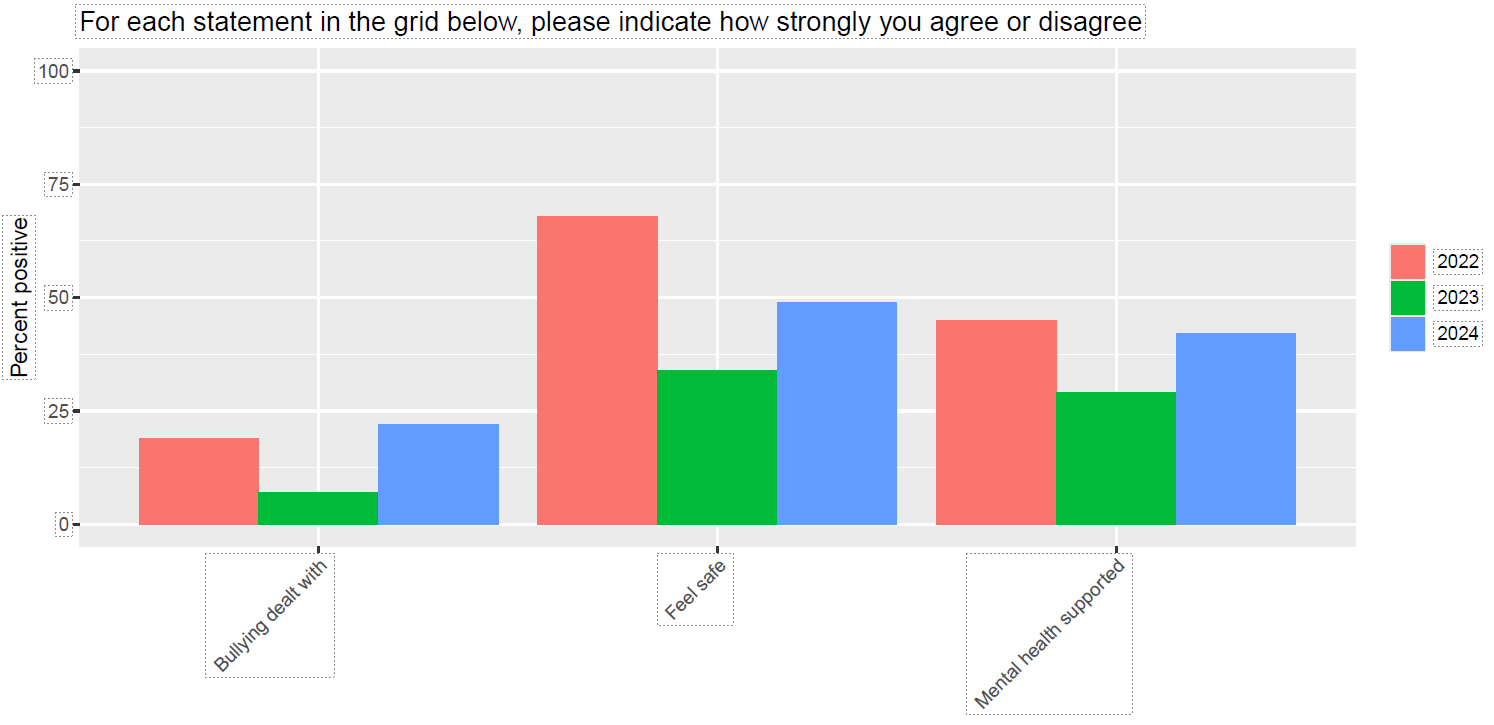 For each statement in the grid below, please indicate how strongly you agree or disagree
Percent positive
100
75
50
25
0
Bullying dealt with
Feel safe
Mental health supported
2022
2023
2024